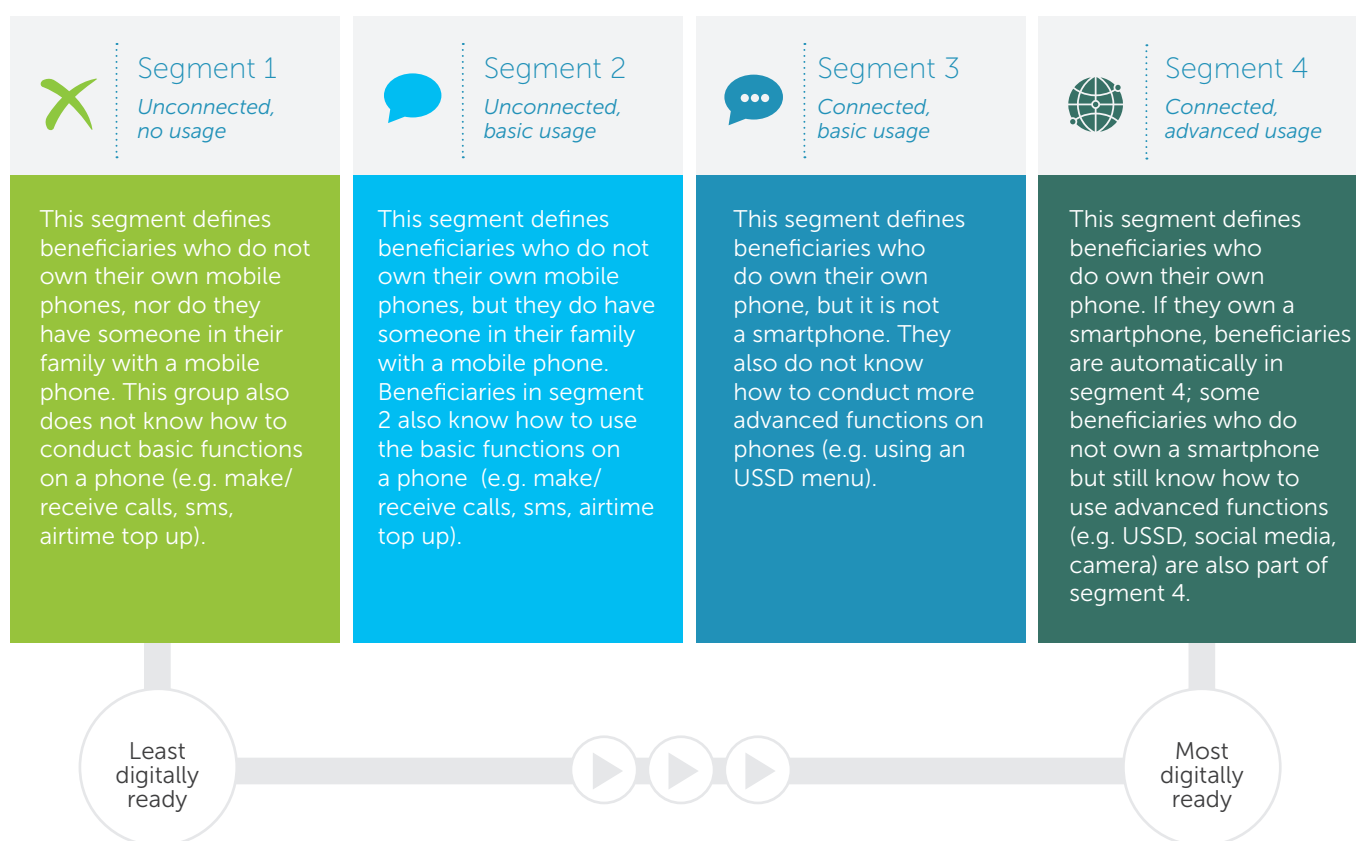 Segment 1
Unconnected,
no usage
This segment defines
beneficiaries who do not
own their own mobile
phones, nor do they
have someone in their
family with a mobile
phone. This group also
does not know how to
conduct basic functions
on a phone (e.g. make/
receive calls, sms,
airtime top up).
Segment 2
Unconnected,
basic usage
This segment defines
beneficiaries who do not
own their own mobile
phones, but they do have
someone in their family
with a mobile phone.
Beneficiaries in segment
2 also know how to use
the basic functions on
a phone (e.g. make/
receive calls, sms, airtime
top up).
Segment 3
Connected,
basic usage
This segment defines
beneficiaries who
do own their own
phone, but it is not
a smartphone. They
also do not know
how to conduct more
advanced functions on
phones (e.g. using an
USSD menu).
Segment 4
Connected,
advanced usage
This segment defines
beneficiaries who
do own their own
phone. If they own a
smartphone, beneficiaries
are automatically in
segment 4; some
beneficiaries who do
not own a smartphone
but still know how to
use advanced functions
(e.g. USSD, social media,
camera) are also part of
segment 4.
Least
digitally
ready
Most
digitally
ready